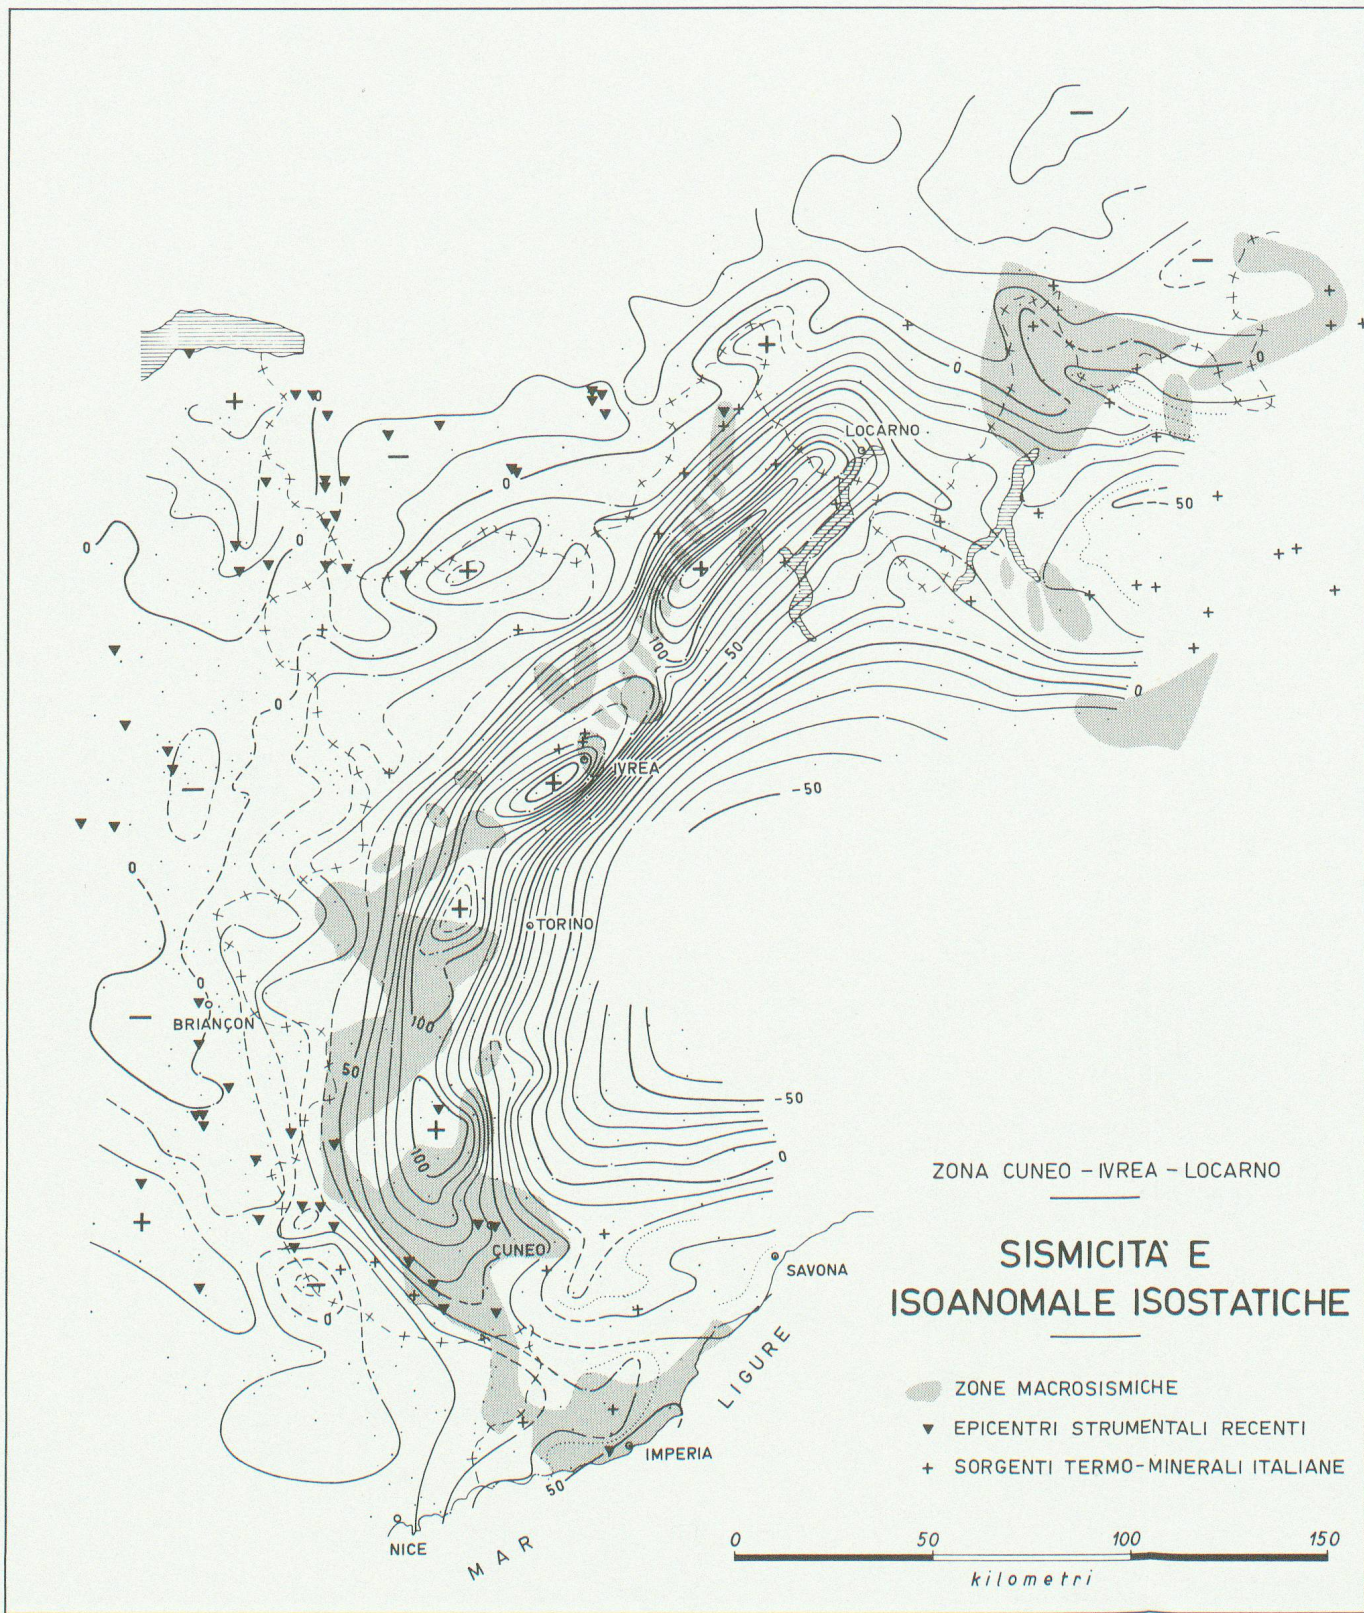 LOCARNO
0
0
50
0
0
0
0
100
50
0
0
IVREA
-50
0
TORINO
0
BRIANÇON
100
50
-50
100
0
CUNEO
SAVONA
0
IMPERIA
50
NICE
MAR
LIGURE
ZONA CUNEO - IVREA - LOCARNO
SISMICITÀ E
ISOANOMALE ISOSTATICHE
ZONE MACROSISMICHE
EPICENTRI STRUMENTALI RECENTI
+ SORGENTI TERMO-MINERALI ITALIANE
0 50 100 150
kilometri